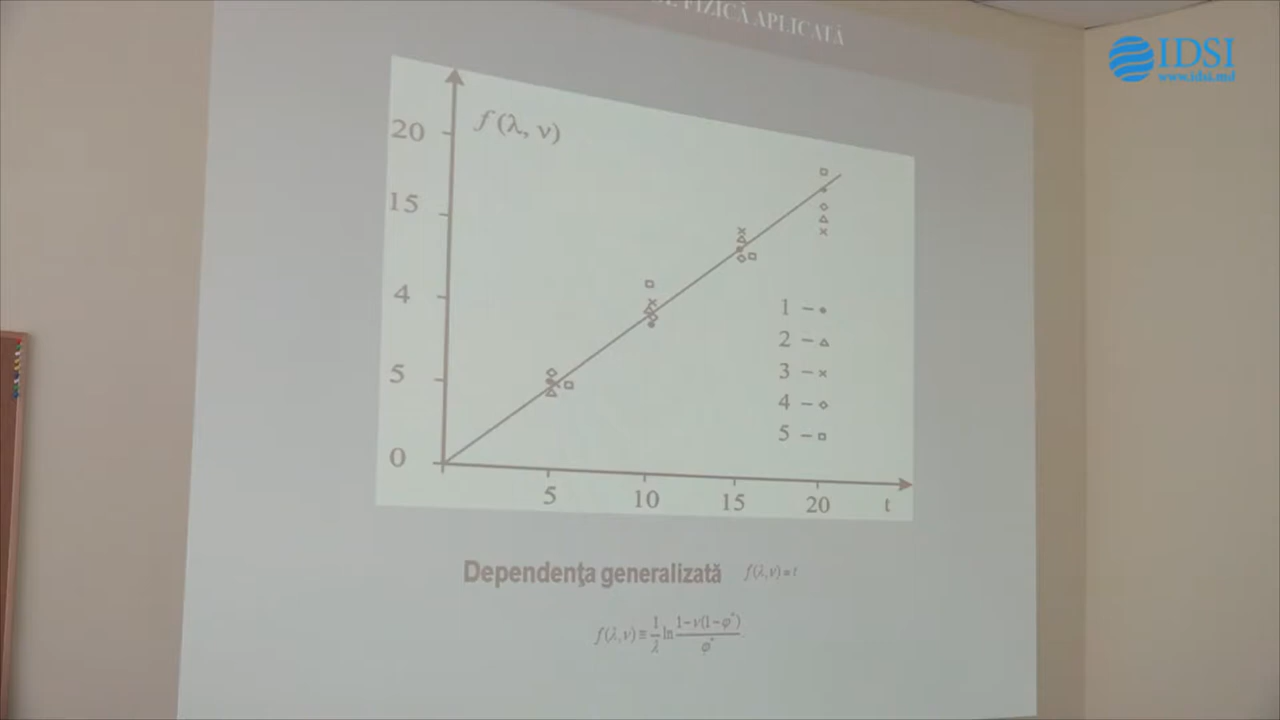 FIZICĂ APLICATĂ
IDSI
www.idsi.md
f(λ, ν)
20
15
4
5
0
5
10
15
20
t
1 –
2 –
3 –
4 –
5 –
Dependenţa generalizată f(λ,ν) = t
f(λ,ν) ≡ 1/λ ln (1−ν(1−φ*))/φ*